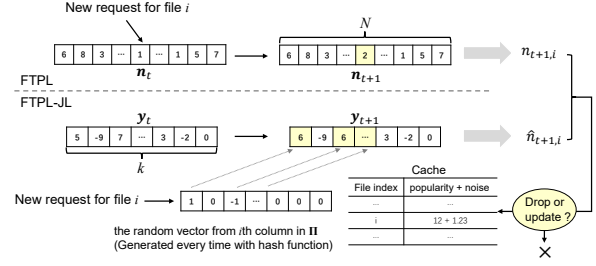 New request for file i
N
6 8 3 ... 1 ... 1 5 7
6 8 3 ... 2 ... 1 5 7
n_{t+1,i}
n_t
n_{t+1}
FTPL
FTPL-JL
y_t
y_{t+1}
5 -9 7 ... 3 -2 0
6 -9 6 ... 3 -2 0
n̂_{t+1,i}
k
Cache
File index popularity + noise
... ...
i 12 + 1.23
... ...
New request for file i
1 0 -1 ... 0 0 0
Drop or
update ?
the random vector from ith column in Π
(Generated every time with hash function)